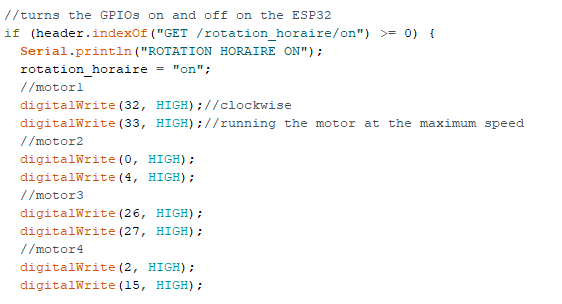 //turns the GPIOs on and off on the ESP32
if (header.indexOf("GET /rotation_horaire/on") >= 0) {
  Serial.println("ROTATION HORAIRE ON");
  rotation_horaire = "on";
  //motor1
  digitalWrite(32, HIGH);//clockwise
  digitalWrite(33, HIGH);//running the motor at the maximum speed
  //motor2
  digitalWrite(0, HIGH);
  digitalWrite(4, HIGH);
  //motor3
  digitalWrite(26, HIGH);
  digitalWrite(27, HIGH);
  //motor4
  digitalWrite(2, HIGH);
  digitalWrite(15, HIGH);